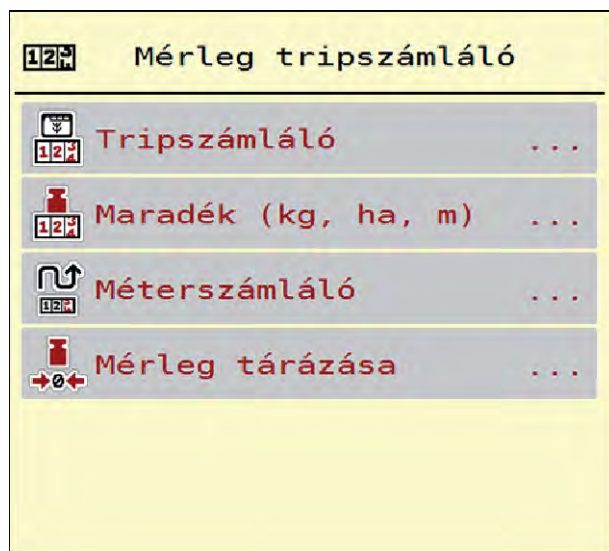 Mérleg tripszámláló
Tripszámláló ...
Maradék (kg, ha, m) ...
Méterszámláló ...
Mérleg tárázása ...